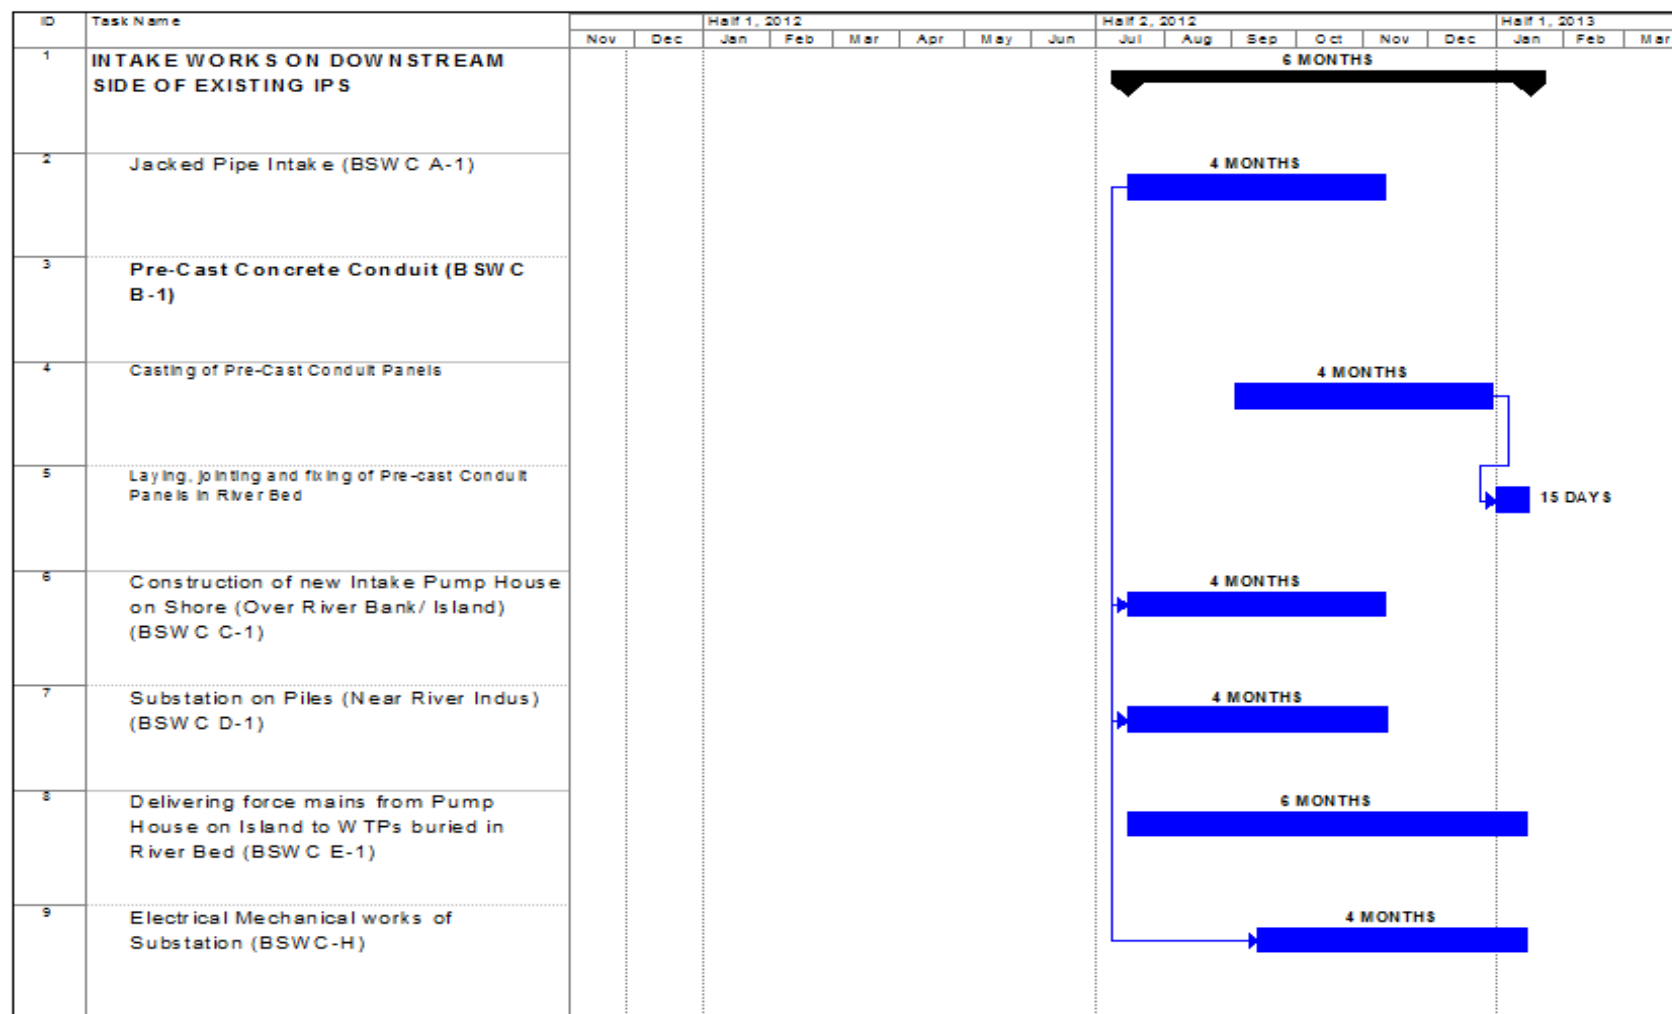 ID Task Name Half 1, 2012 Half 2, 2012 Half 1, 2013
Nov Dec Jan Feb Mar Apr May Jun Jul Aug Sep Oct Nov Dec Jan Feb Mar
1 INTAKE WORKS ON DOWNSTREAM 6 MONTHS
SIDE OF EXISTING IPS
2 Jacked Pipe Intake (BSWC A-1) 4 MONTHS
3 Pre-Cast Concrete Conduit (BSWC
B-1)
4 Casting of Pre-Cast Conduit Panels 4 MONTHS
5 Laying, jointing and fixing of Pre-cast Conduit
Panels in River Bed 15 DAYS
6 Construction of new Intake Pump House 4 MONTHS
on Shore (Over River Bank/ Island)
(BSWC C-1)
7 Substation on Piles (Near River Indus) 4 MONTHS
(BSWC D-1)
8 Delivering force mains from Pump 6 MONTHS
House on Island to WTPs buried in
River Bed (BSWC E-1)
9 Electrical Mechanical works of 4 MONTHS
Substation (BSWC-H)